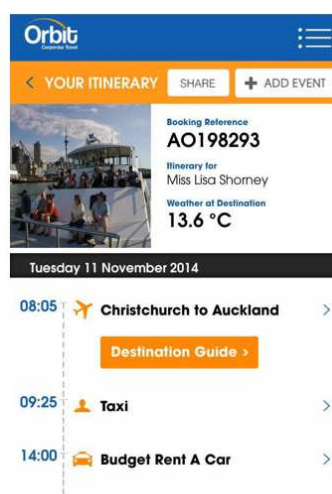 Orbit
Corporate Travel
< YOUR ITINERARY SHARE + ADD EVENT
Booking Reference
AO198293
Itinerary for
Miss Lisa Shorney
Weather at Destination
13.6 °C
Tuesday 11 November 2014
08:05 Christchurch to Auckland >
Destination Guide >
09:25 Taxi >
14:00 Budget Rent A Car >